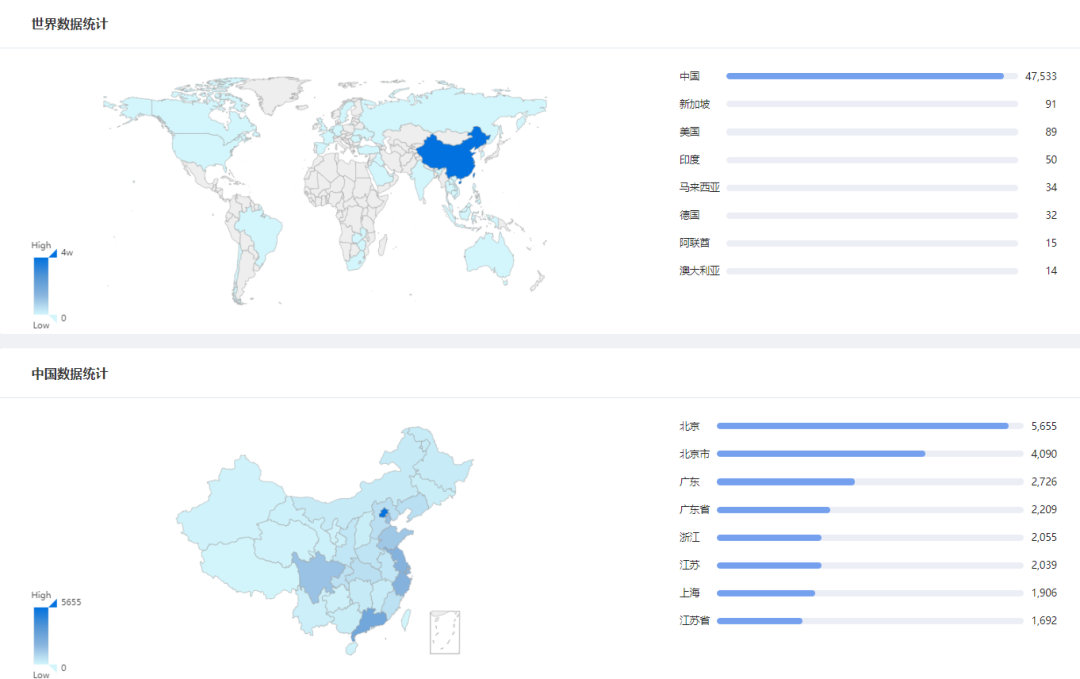 世界数据统计
中国 47,533
新加坡 91
美国 89
印度 50
马来西亚 34
德国 32
阿联酋 15
澳大利亚 14
High
4w
0
Low
中国数据统计
北京 5,655
北京市 4,090
广东 2,726
广东省 2,209
浙江 2,055
江苏 2,039
上海 1,906
江苏省 1,692
High
5655
0
Low